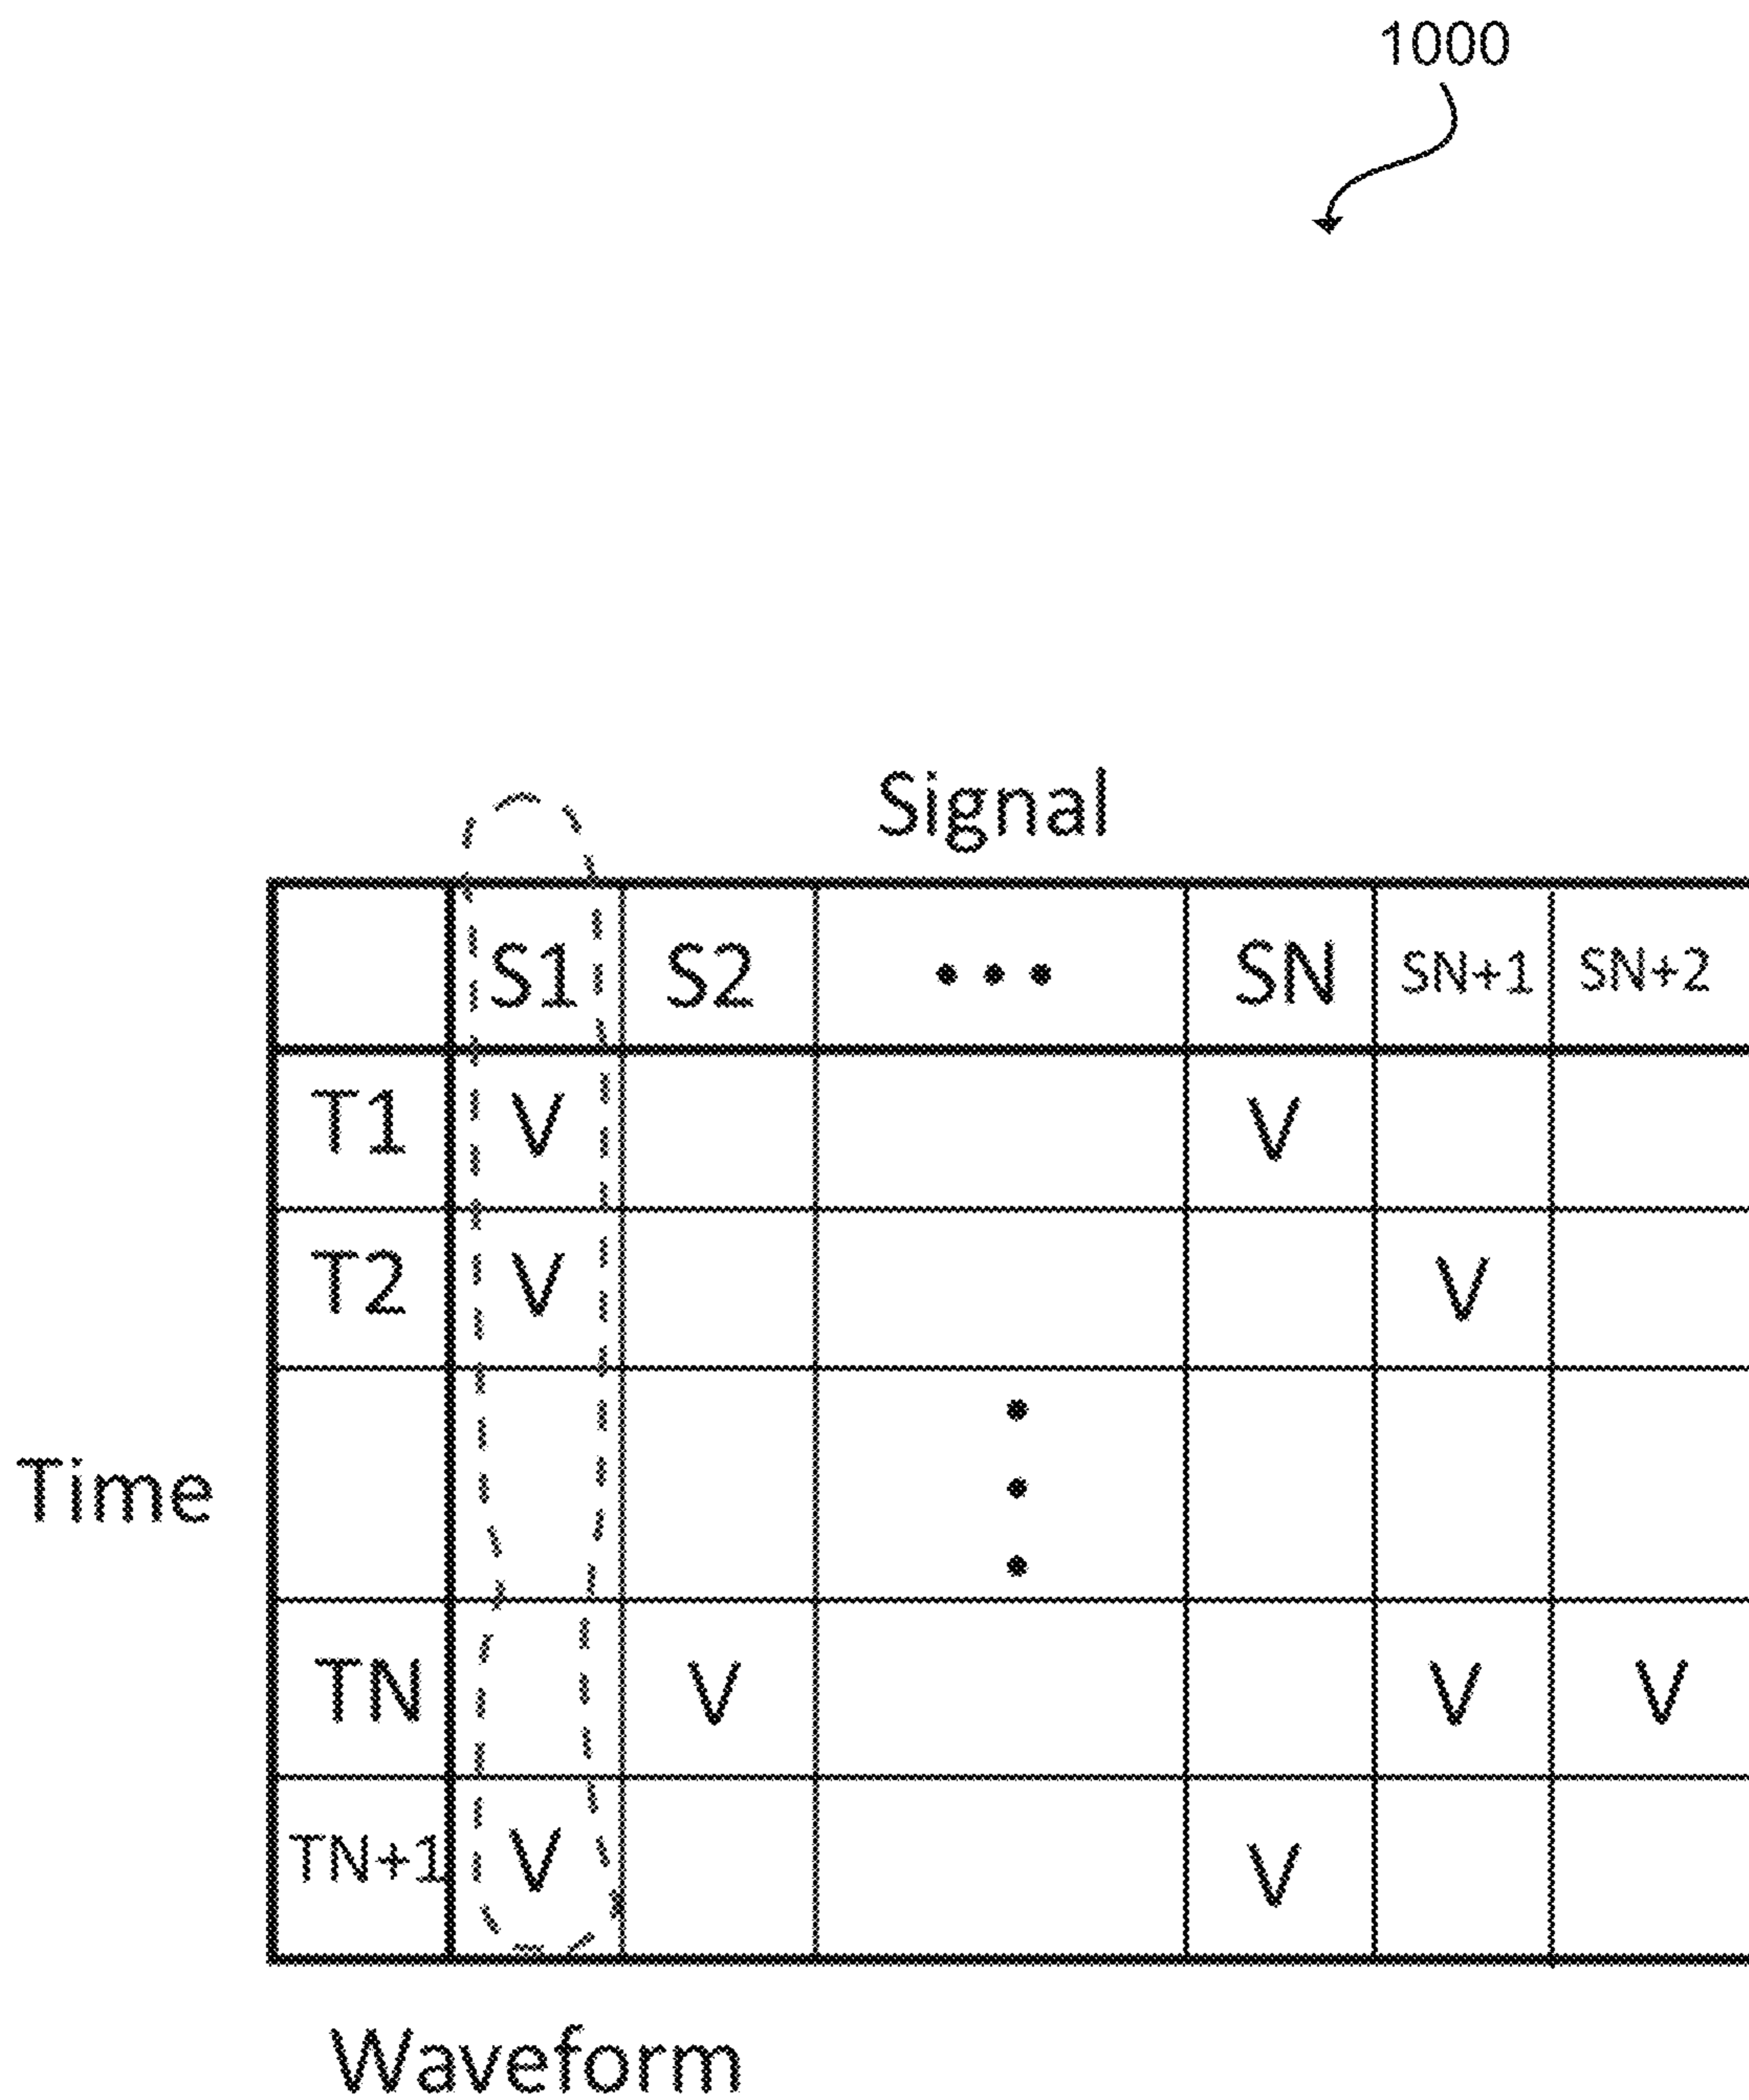 1000
Signal
S1 S2 ... SN SN+1 SN+2
T1 V V
T2 V V
Time
TN V V V
TN+1 V V
Waveform